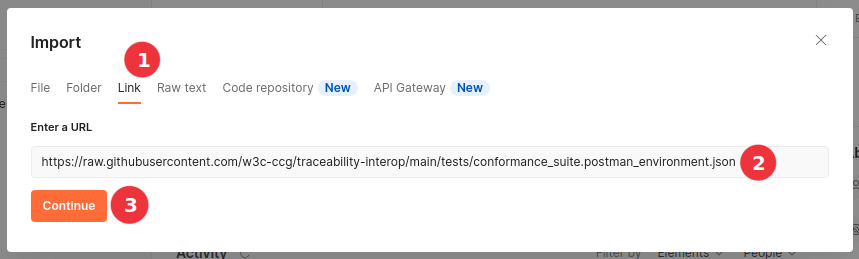 Import
1
File Folder Link Raw text Code repository New API Gateway New
Enter a URL
https://raw.githubusercontent.com/w3c-ccg/traceability-interop/main/tests/conformance_suite.postman_environment.json 2
Continue 3
Activity Filter by Elements People